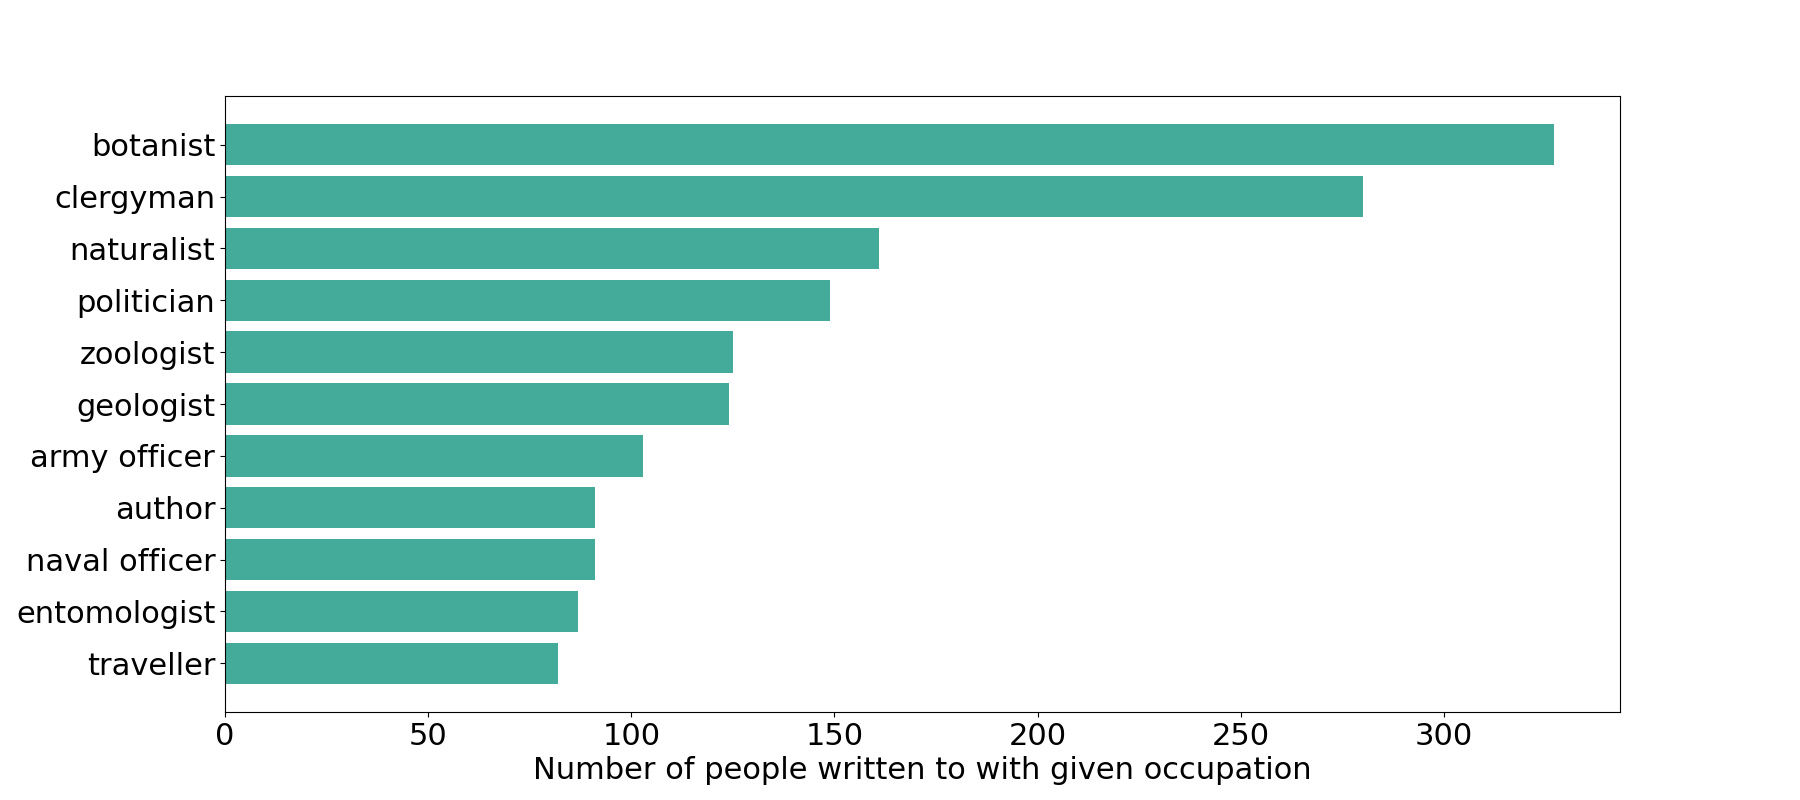 botanist
clergyman
naturalist
politician
zoologist
geologist
army officer
author
naval officer
entomologist
traveller
0 50 100 150 200 250 300
Number of people written to with given occupation